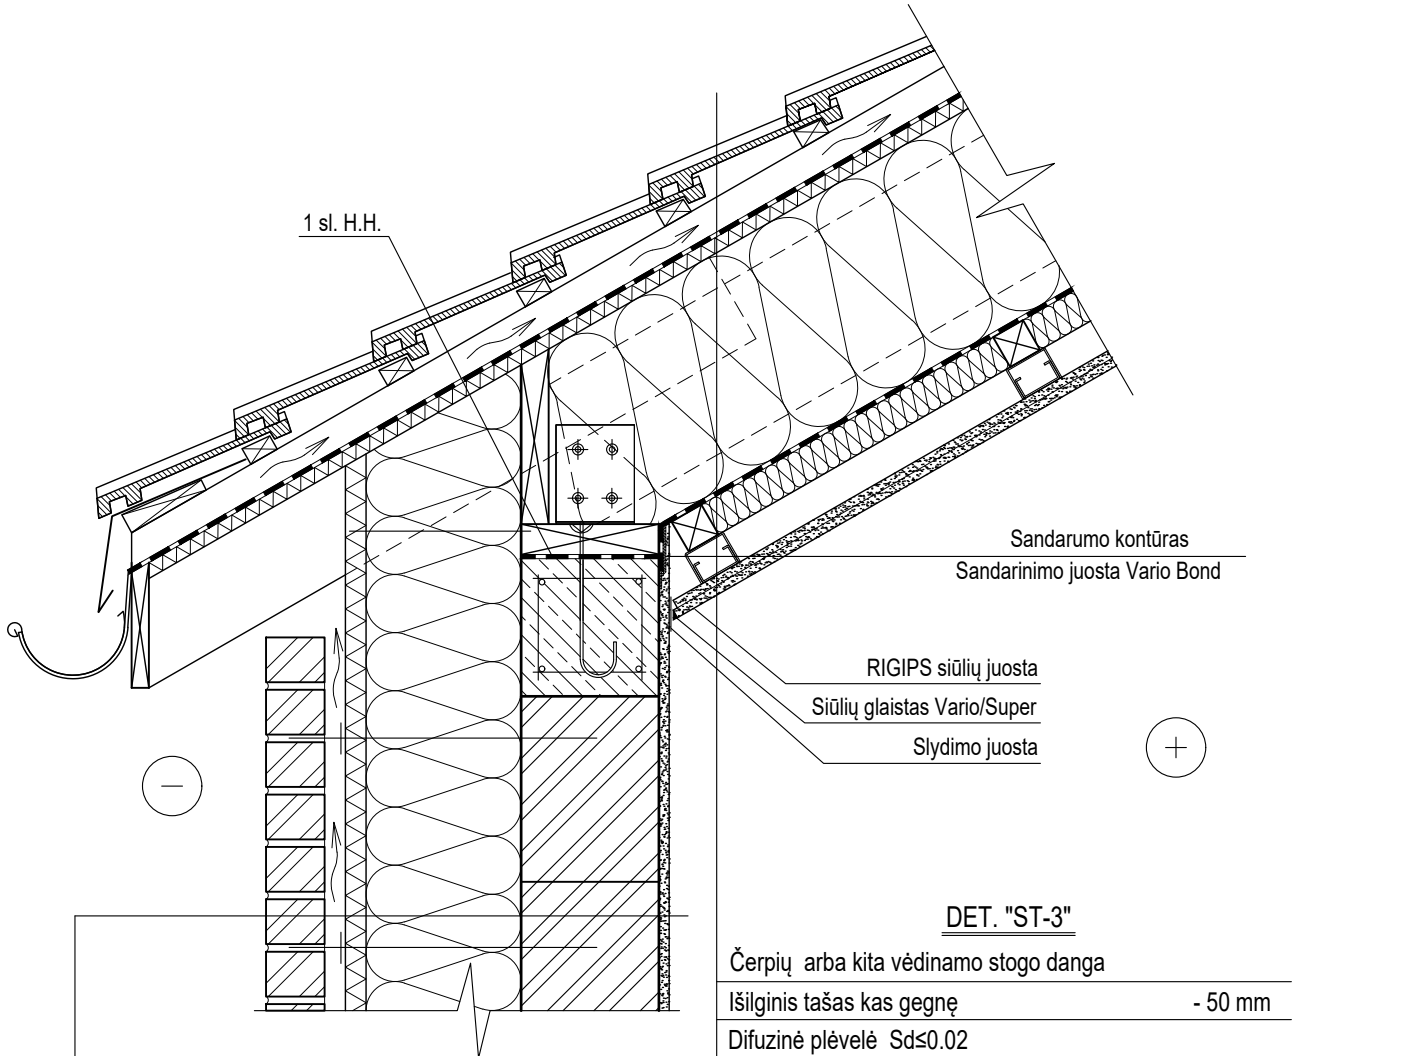 1 sl. H.H.
Sandarumo kontūras
Sandarinimo juosta Vario Bond
RIGIPS siūlių juosta
Siūlių glaistas Vario/Super
Slydimo juosta
DET. "ST-3"
Čerpių arba kita vėdinamo stogo danga
Išilginis tašas kas gegnę - 50 mm
Difuzinė plėvelė Sd≤0.02